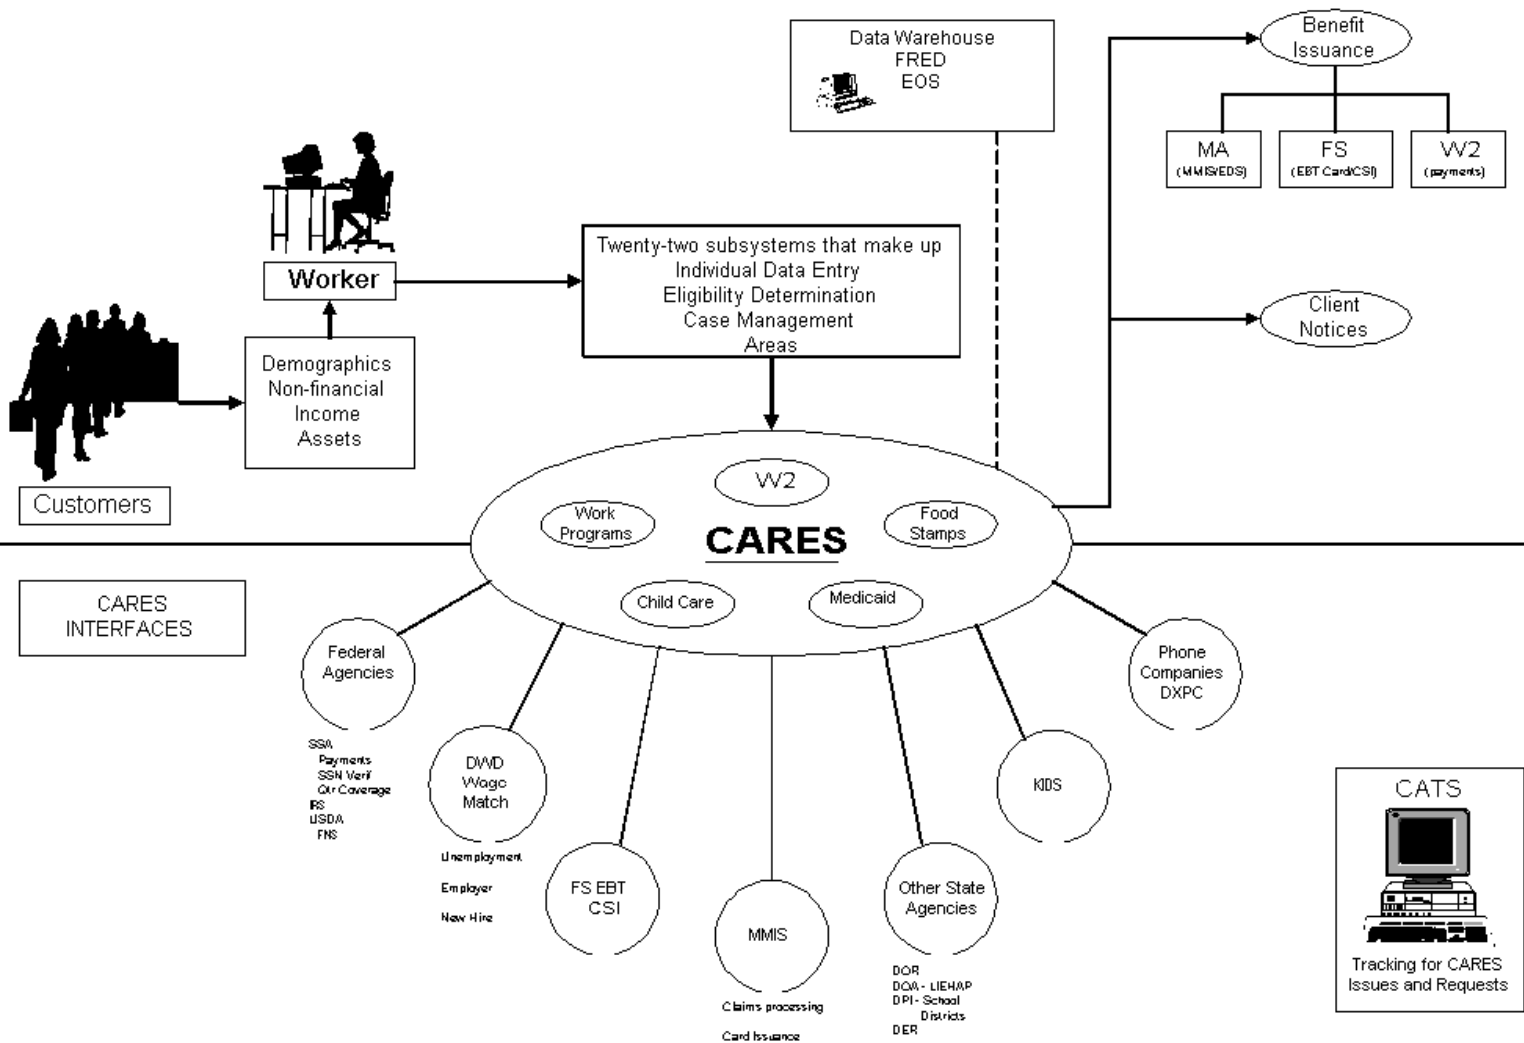 Data Warehouse
FRED
EOS
Benefit
Issuance
MA
(MMIS/EDS)
FS
(EBT Card/CSI)
W2
(payments)
Worker
Twenty-two subsystems that make up
Individual Data Entry
Eligibility Determination
Case Management
Areas
Client
Notices
Demographics
Non-financial
Income
Assets
Customers
W2
Work
Programs
CARES
Food
Stamps
Child Care
Medicaid
CARES
INTERFACES
Federal
Agencies
SSA
Payments
SSN Verif
Qtr Coverage
IRS
USDA
FNS
DWD
Wage
Match
Unemployment
Employer
New Hire
FS EBT
CSI
MMIS
Claims processing
Card Issuance
Other State
Agencies
DOR
DOA - LIEHAP
DPI - School
Districts
DER
KIDS
Phone
Companies
DXPC
CATS
Tracking for CARES
Issues and Requests